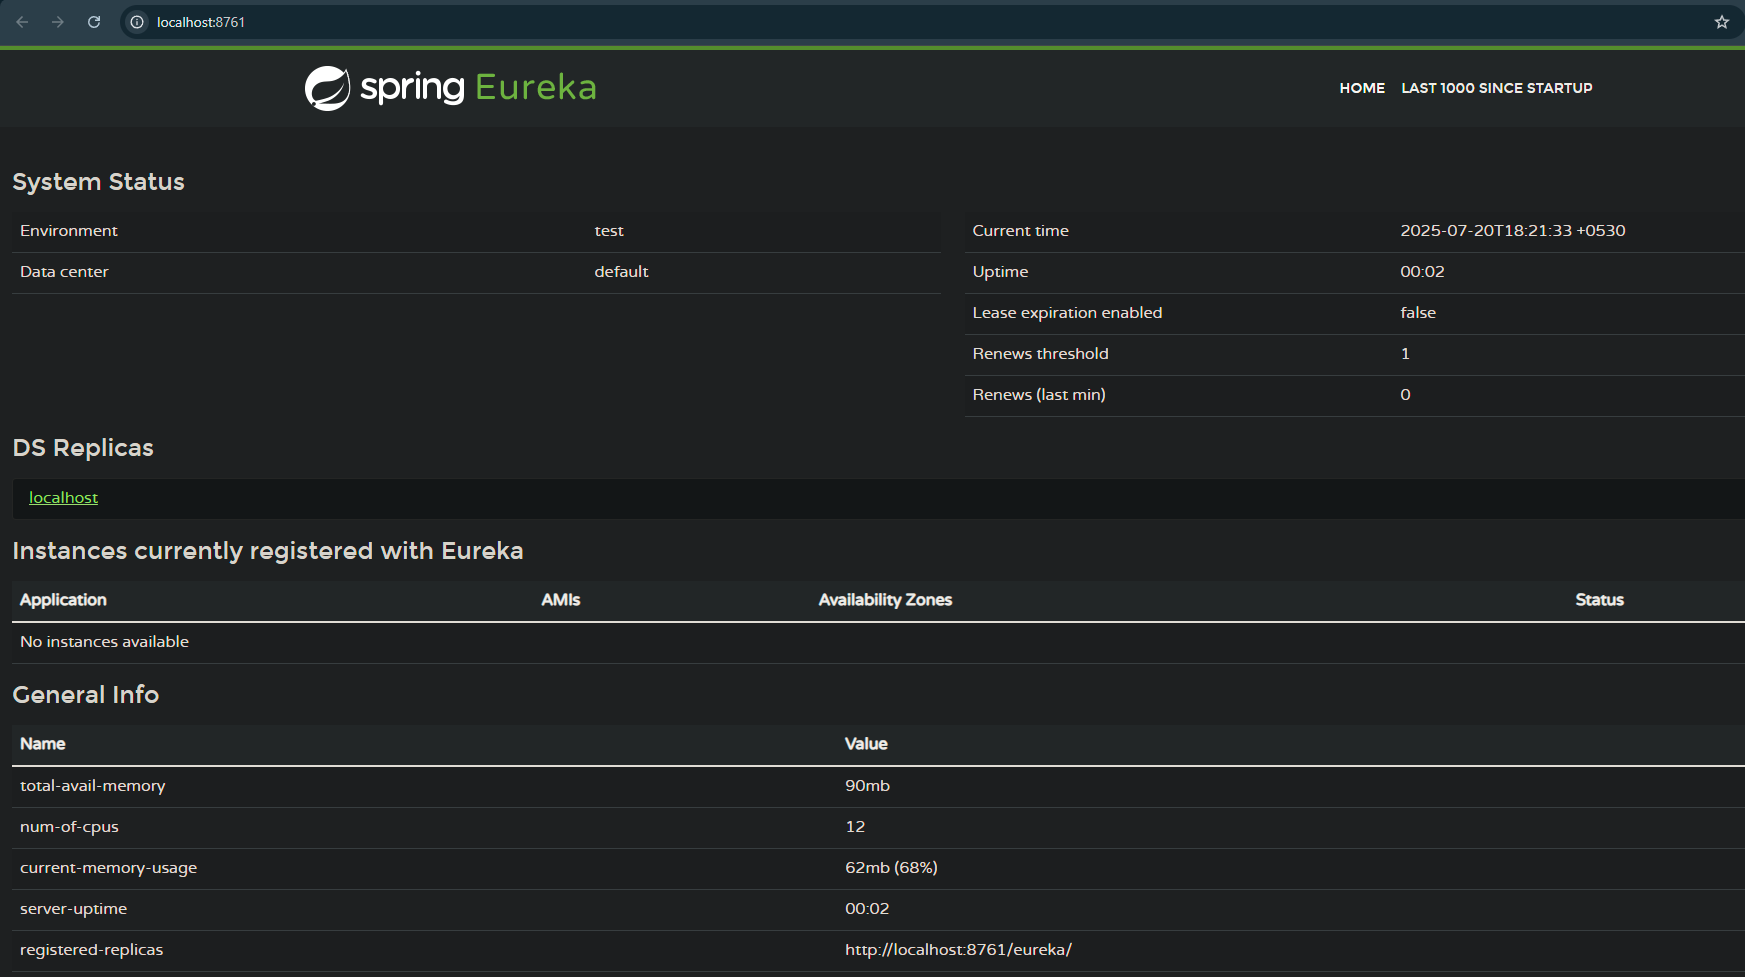 localhost:8761
spring Eureka
HOME LAST 1000 SINCE STARTUP
System Status
Environment test
Data center default
Current time 2025-07-20T18:21:33 +0530
Uptime 00:02
Lease expiration enabled false
Renews threshold 1
Renews (last min) 0
DS Replicas
localhost
Instances currently registered with Eureka
Application AMIs Availability Zones Status
No instances available
General Info
Name Value
total-avail-memory 90mb
num-of-cpus 12
current-memory-usage 62mb (68%)
server-uptime 00:02
registered-replicas http://localhost:8761/eureka/